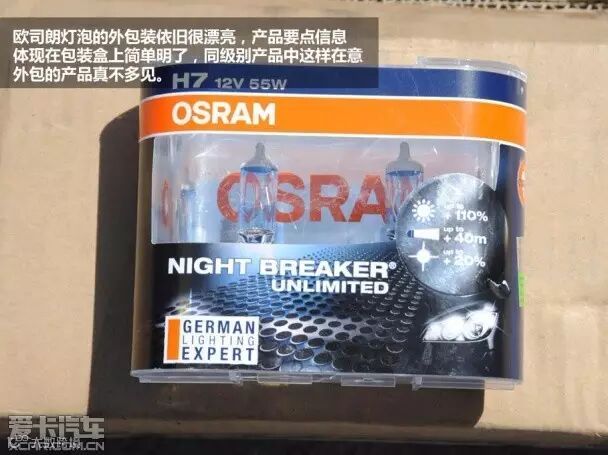 欧司朗灯泡的外包装依旧很漂亮，产品要点信息
体现在包装盒上简单明了，同级别产品中这样在意
外包的产品真不多见。
H7 12V 55W
OSRAM
OSRAM
up to
+110%
up to
+40m
up to
+20%
NIGHT BREAKER®
UNLIMITED
GERMAN
LIGHTING
EXPERT
爱卡汽车
XCAR.COM.CN